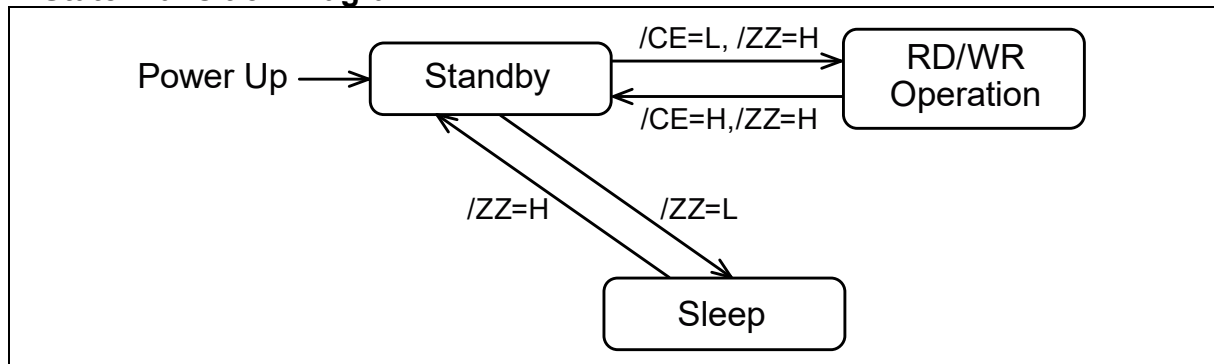 /CE=L, /ZZ=H
Power Up
Standby
RD/WR
Operation
/CE=H,/ZZ=H
/ZZ=H
/ZZ=L
Sleep